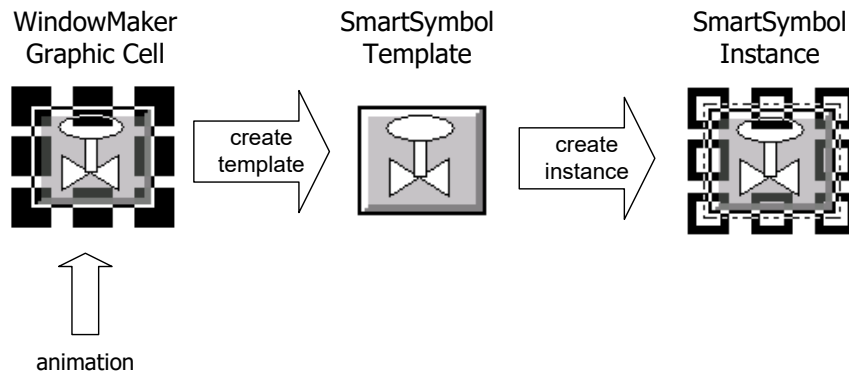 WindowMaker
Graphic Cell
SmartSymbol
Template
SmartSymbol
Instance
create
template
create
instance
animation